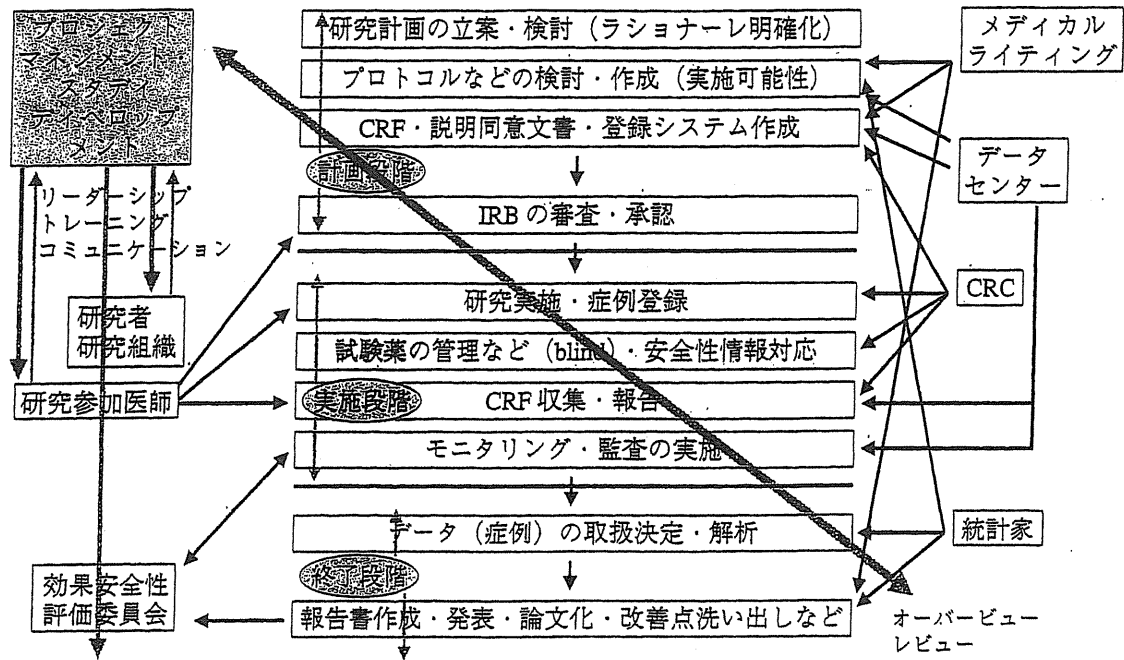 プロジェクト
マネジメント・
スタディ
ディベロップ
メント
リーダーシップ
トレーニング
コミュニケーション
研究者
研究組織
研究参加医師
効果安全性
評価委員会
研究計画の立案・検討（ラショナーレ明確化）
プロトコルなどの検討・作成（実施可能性）
CRF・説明同意文書・登録システム作成
計画段階
IRBの審査・承認
研究実施・症例登録
試験薬の管理など（blind）・安全性情報対応
実施段階
CRF収集・報告
モニタリング・監査の実施
データ（症例）の取扱決定・解析
終了段階
報告書作成・発表・論文化・改善点洗い出しなど
メディカル
ライティング
データ
センター
CRC
統計家
オーバービュー
レビュー